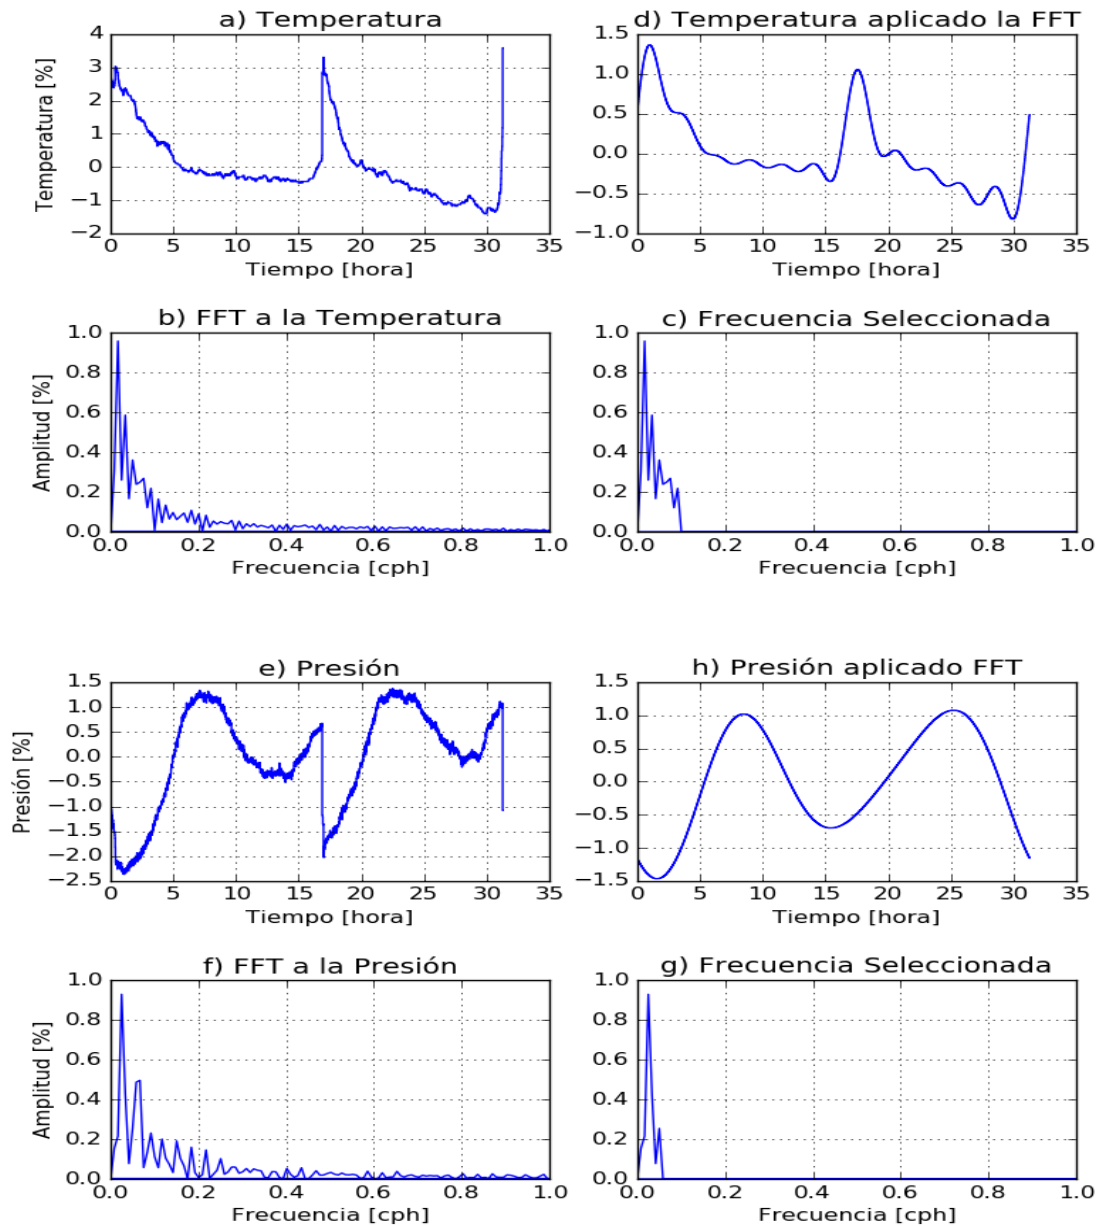 a) Temperatura
Temperatura [%]
4
3
2
1
0
−1
−2
0 5 10 15 20 25 30 35
Tiempo [hora]
d) Temperatura aplicado la FFT
1.5
1.0
0.5
0.0
−0.5
−1.0
0 5 10 15 20 25 30 35
Tiempo [hora]
b) FFT a la Temperatura
Amplitud [%]
1.0
0.8
0.6
0.4
0.2
0.0
0.0 0.2 0.4 0.6 0.8 1.0
Frecuencia [cph]
c) Frecuencia Seleccionada
1.0
0.8
0.6
0.4
0.2
0.0
0.0 0.2 0.4 0.6 0.8 1.0
Frecuencia [cph]
e) Presión
Presión [%]
1.5
1.0
0.5
0.0
−0.5
−1.0
−1.5
−2.0
−2.5
0 5 10 15 20 25 30 35
Tiempo [hora]
h) Presión aplicado FFT
1.5
1.0
0.5
0.0
−0.5
−1.0
−1.5
0 5 10 15 20 25 30 35
Tiempo [hora]
f) FFT a la Presión
Amplitud [%]
1.0
0.8
0.6
0.4
0.2
0.0
0.0 0.2 0.4 0.6 0.8 1.0
Frecuencia [cph]
g) Frecuencia Seleccionada
1.0
0.8
0.6
0.4
0.2
0.0
0.0 0.2 0.4 0.6 0.8 1.0
Frecuencia [cph]